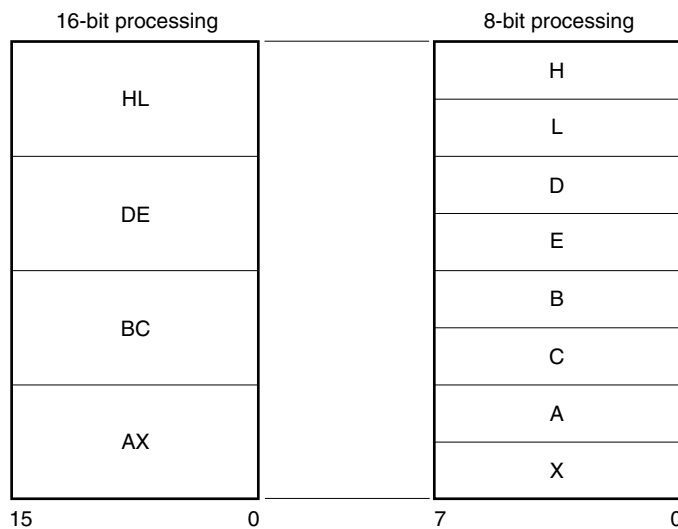 16-bit processing
8-bit processing
HL
H
L
DE
D
E
BC
B
C
AX
A
X
15 0 7 0